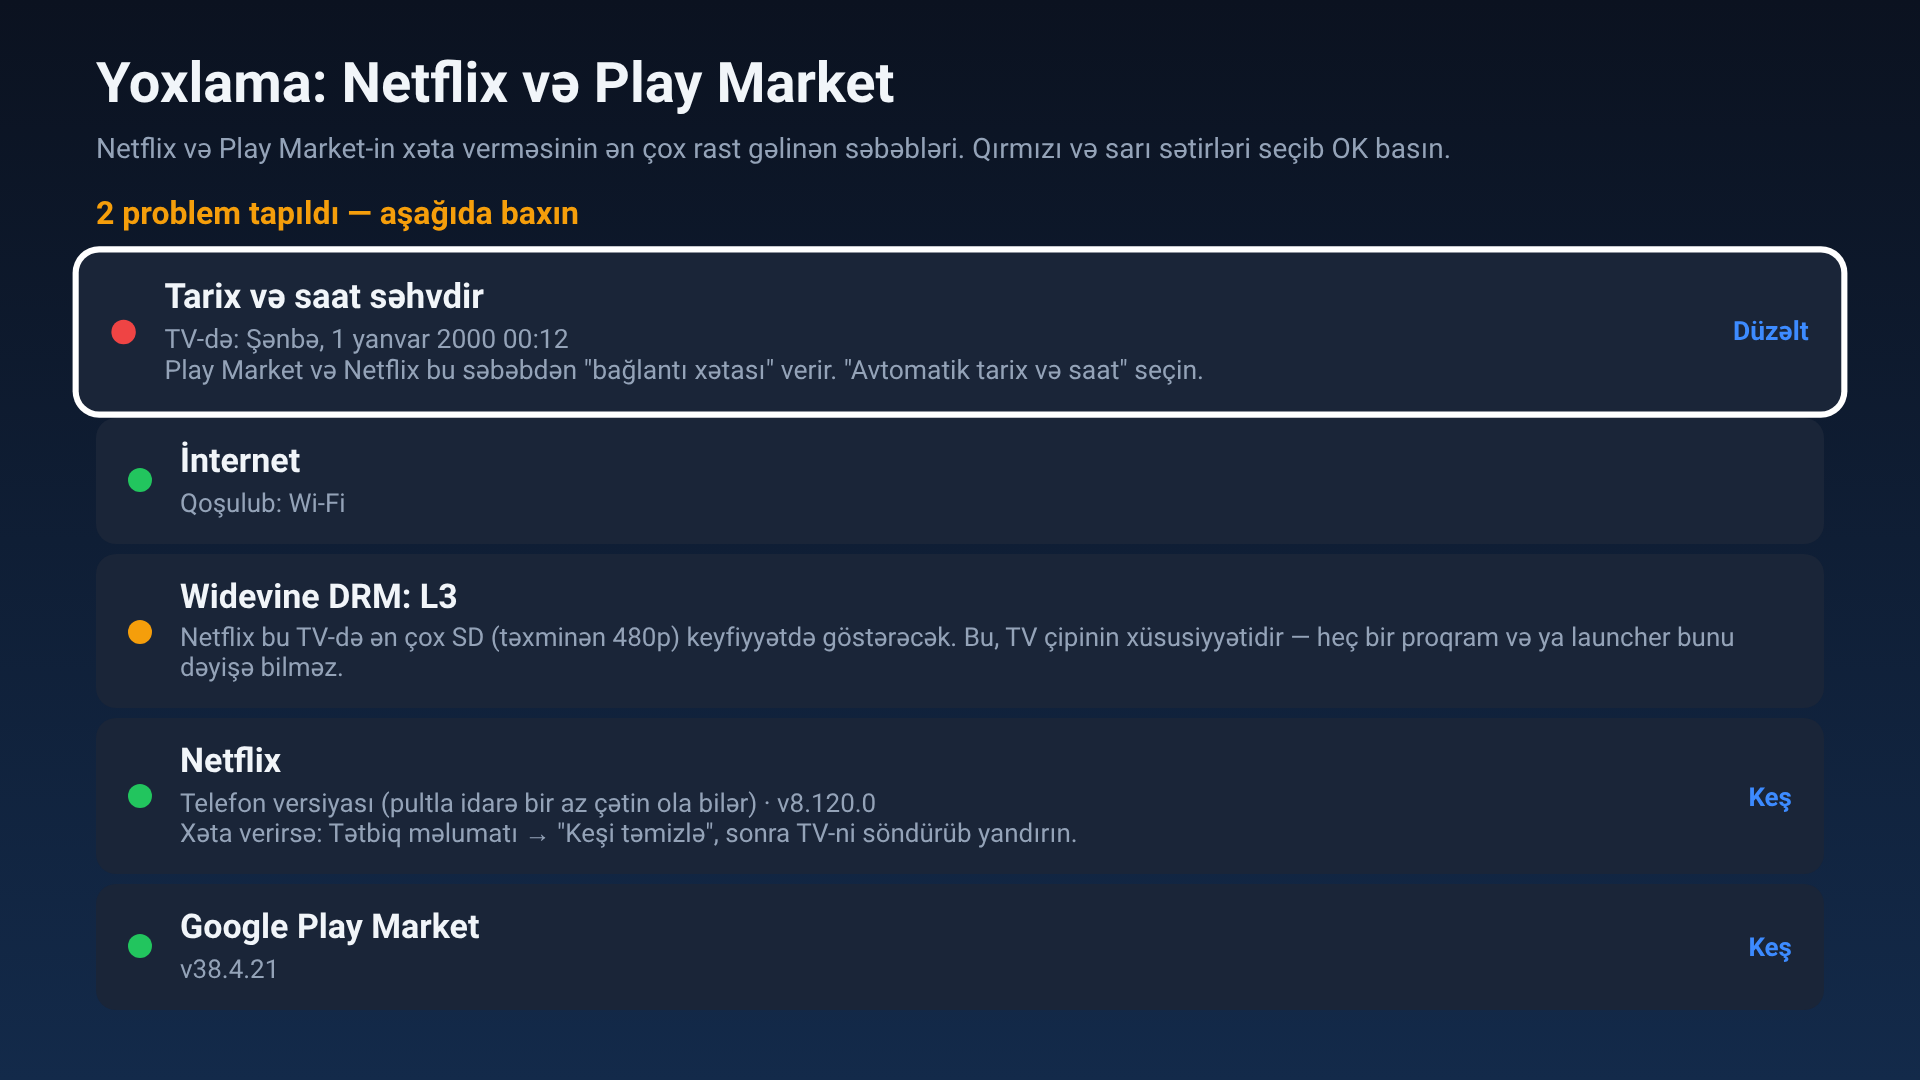 Yoxlama: Netflix və Play Market
Netflix və Play Market-in xəta verməsinin ən çox rast gəlinən səbəbləri. Qırmızı və sarı sətirləri seçib OK basın.
2 problem tapıldı — aşağıda baxın
Tarix və saat səhvdir
TV-də: Şənbə, 1 yanvar 2000 00:12
Play Market və Netflix bu səbəbdən "bağlantı xətası" verir. "Avtomatik tarix və saat" seçin.
Düzəlt
İnternet
Qoşulub: Wi-Fi
Widevine DRM: L3
Netflix bu TV-də ən çox SD (təxminən 480p) keyfiyyətdə göstərəcək. Bu, TV çipinin xüsusiyyətidir — heç bir proqram və ya launcher bunu
dəyişə bilməz.
Netflix
Telefon versiyası (pultla idarə bir az çətin ola bilər) · v8.120.0
Xəta verirsə: Tətbiq məlumatı → "Keşi təmizlə", sonra TV-ni söndürüb yandırın.
Keş
Google Play Market
v38.4.21
Keş